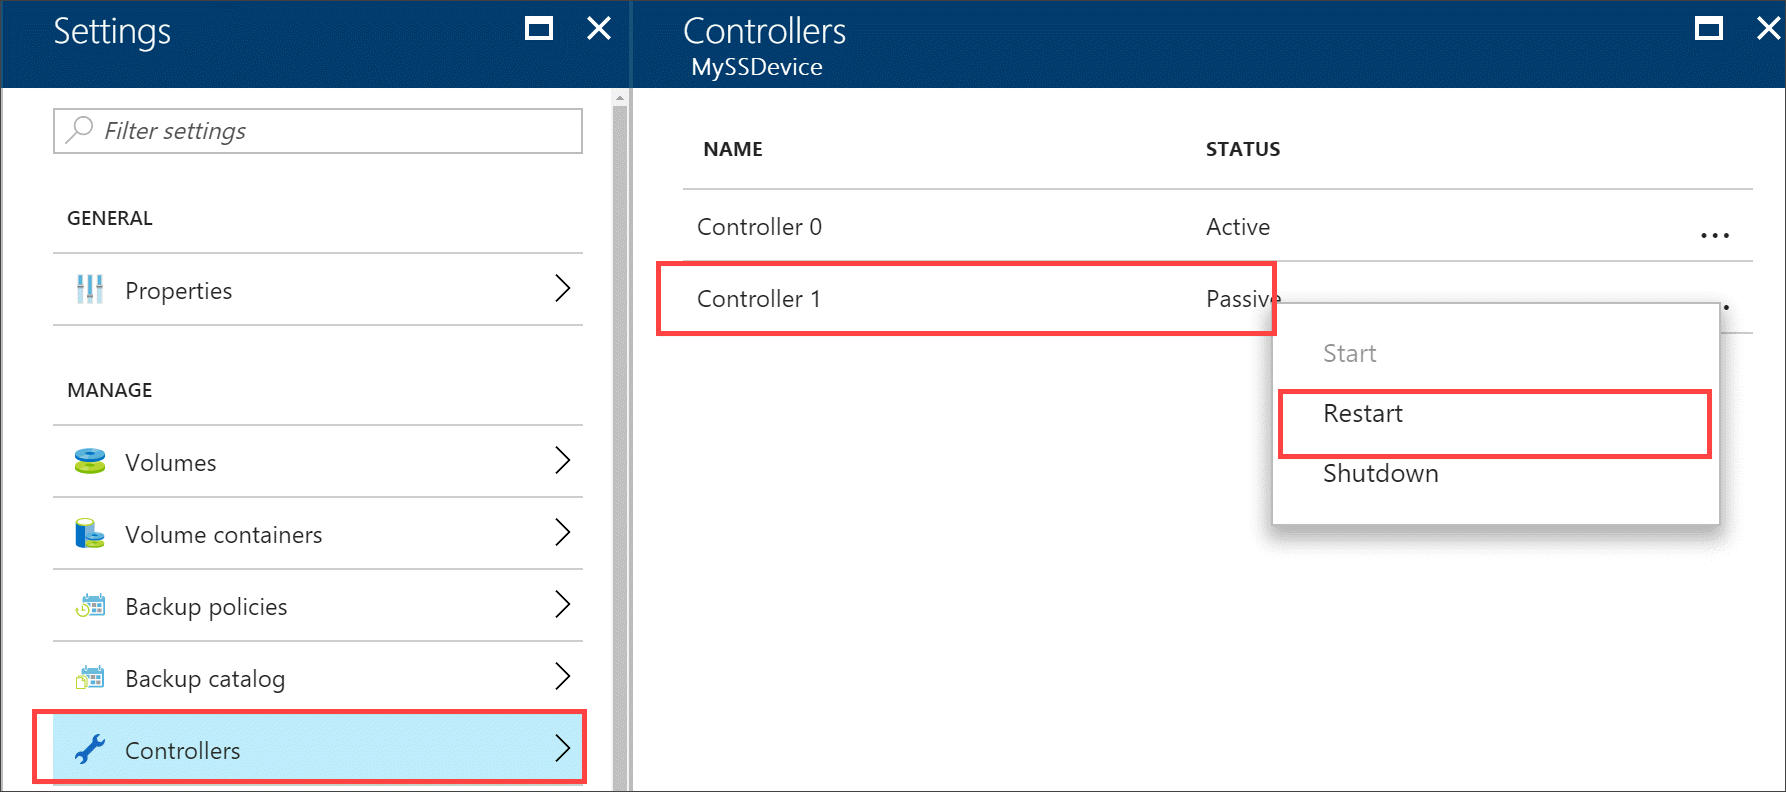 Settings
Filter settings
GENERAL
Properties
MANAGE
Volumes
Volume containers
Backup policies
Backup catalog
Controllers
Controllers
MySSDevice
NAME STATUS
Controller 0 Active ...
Controller 1 Passive
Start
Restart
Shutdown